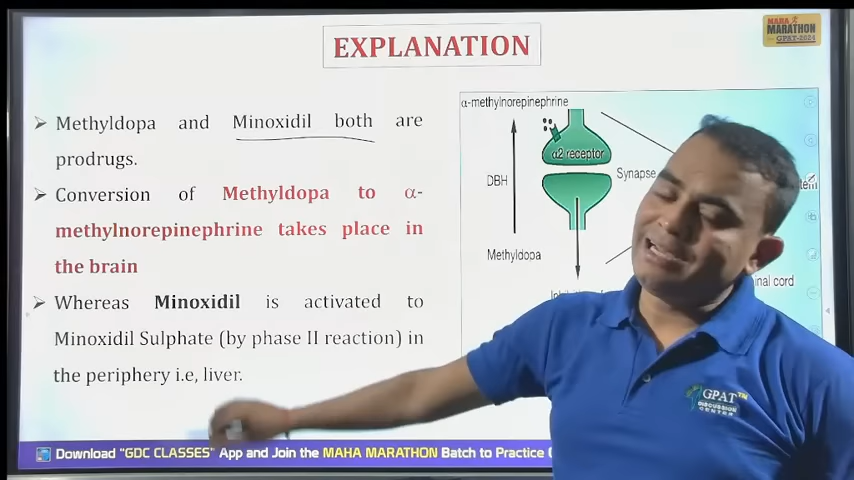 MAHA
MARATHON
GPAT-2024
EXPLANATION
Methyldopa and Minoxidil both are
prodrugs.
Conversion of Methyldopa to α-
methylnorepinephrine takes place in
the brain
Whereas Minoxidil is activated to
Minoxidil Sulphate (by phase II reaction) in
the periphery i.e, liver.
α-methylnorepinephrine
α2 receptor
DBH
Synapse
Methyldopa
GPAT
DISCUSSION
CENTER
Download "GDC CLASSES" App and Join the MAHA MARATHON Batch to Practice